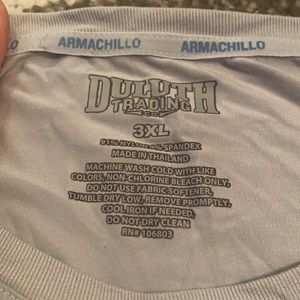 ARMACHILLO ARMACHILLO
DULUTH
TRADING
CO
3XL
91% NYLON 9% SPANDEX
MADE IN THAILAND
MACHINE WASH COLD WITH LIKE
COLORS, NON-CHLORINE BLEACH ONLY,
DO NOT USE FABRIC SOFTENER,
TUMBLE DRY LOW, REMOVE PROMPTLY,
COOL IRON IF NEEDED,
DO NOT DRY CLEAN
RN# 106803